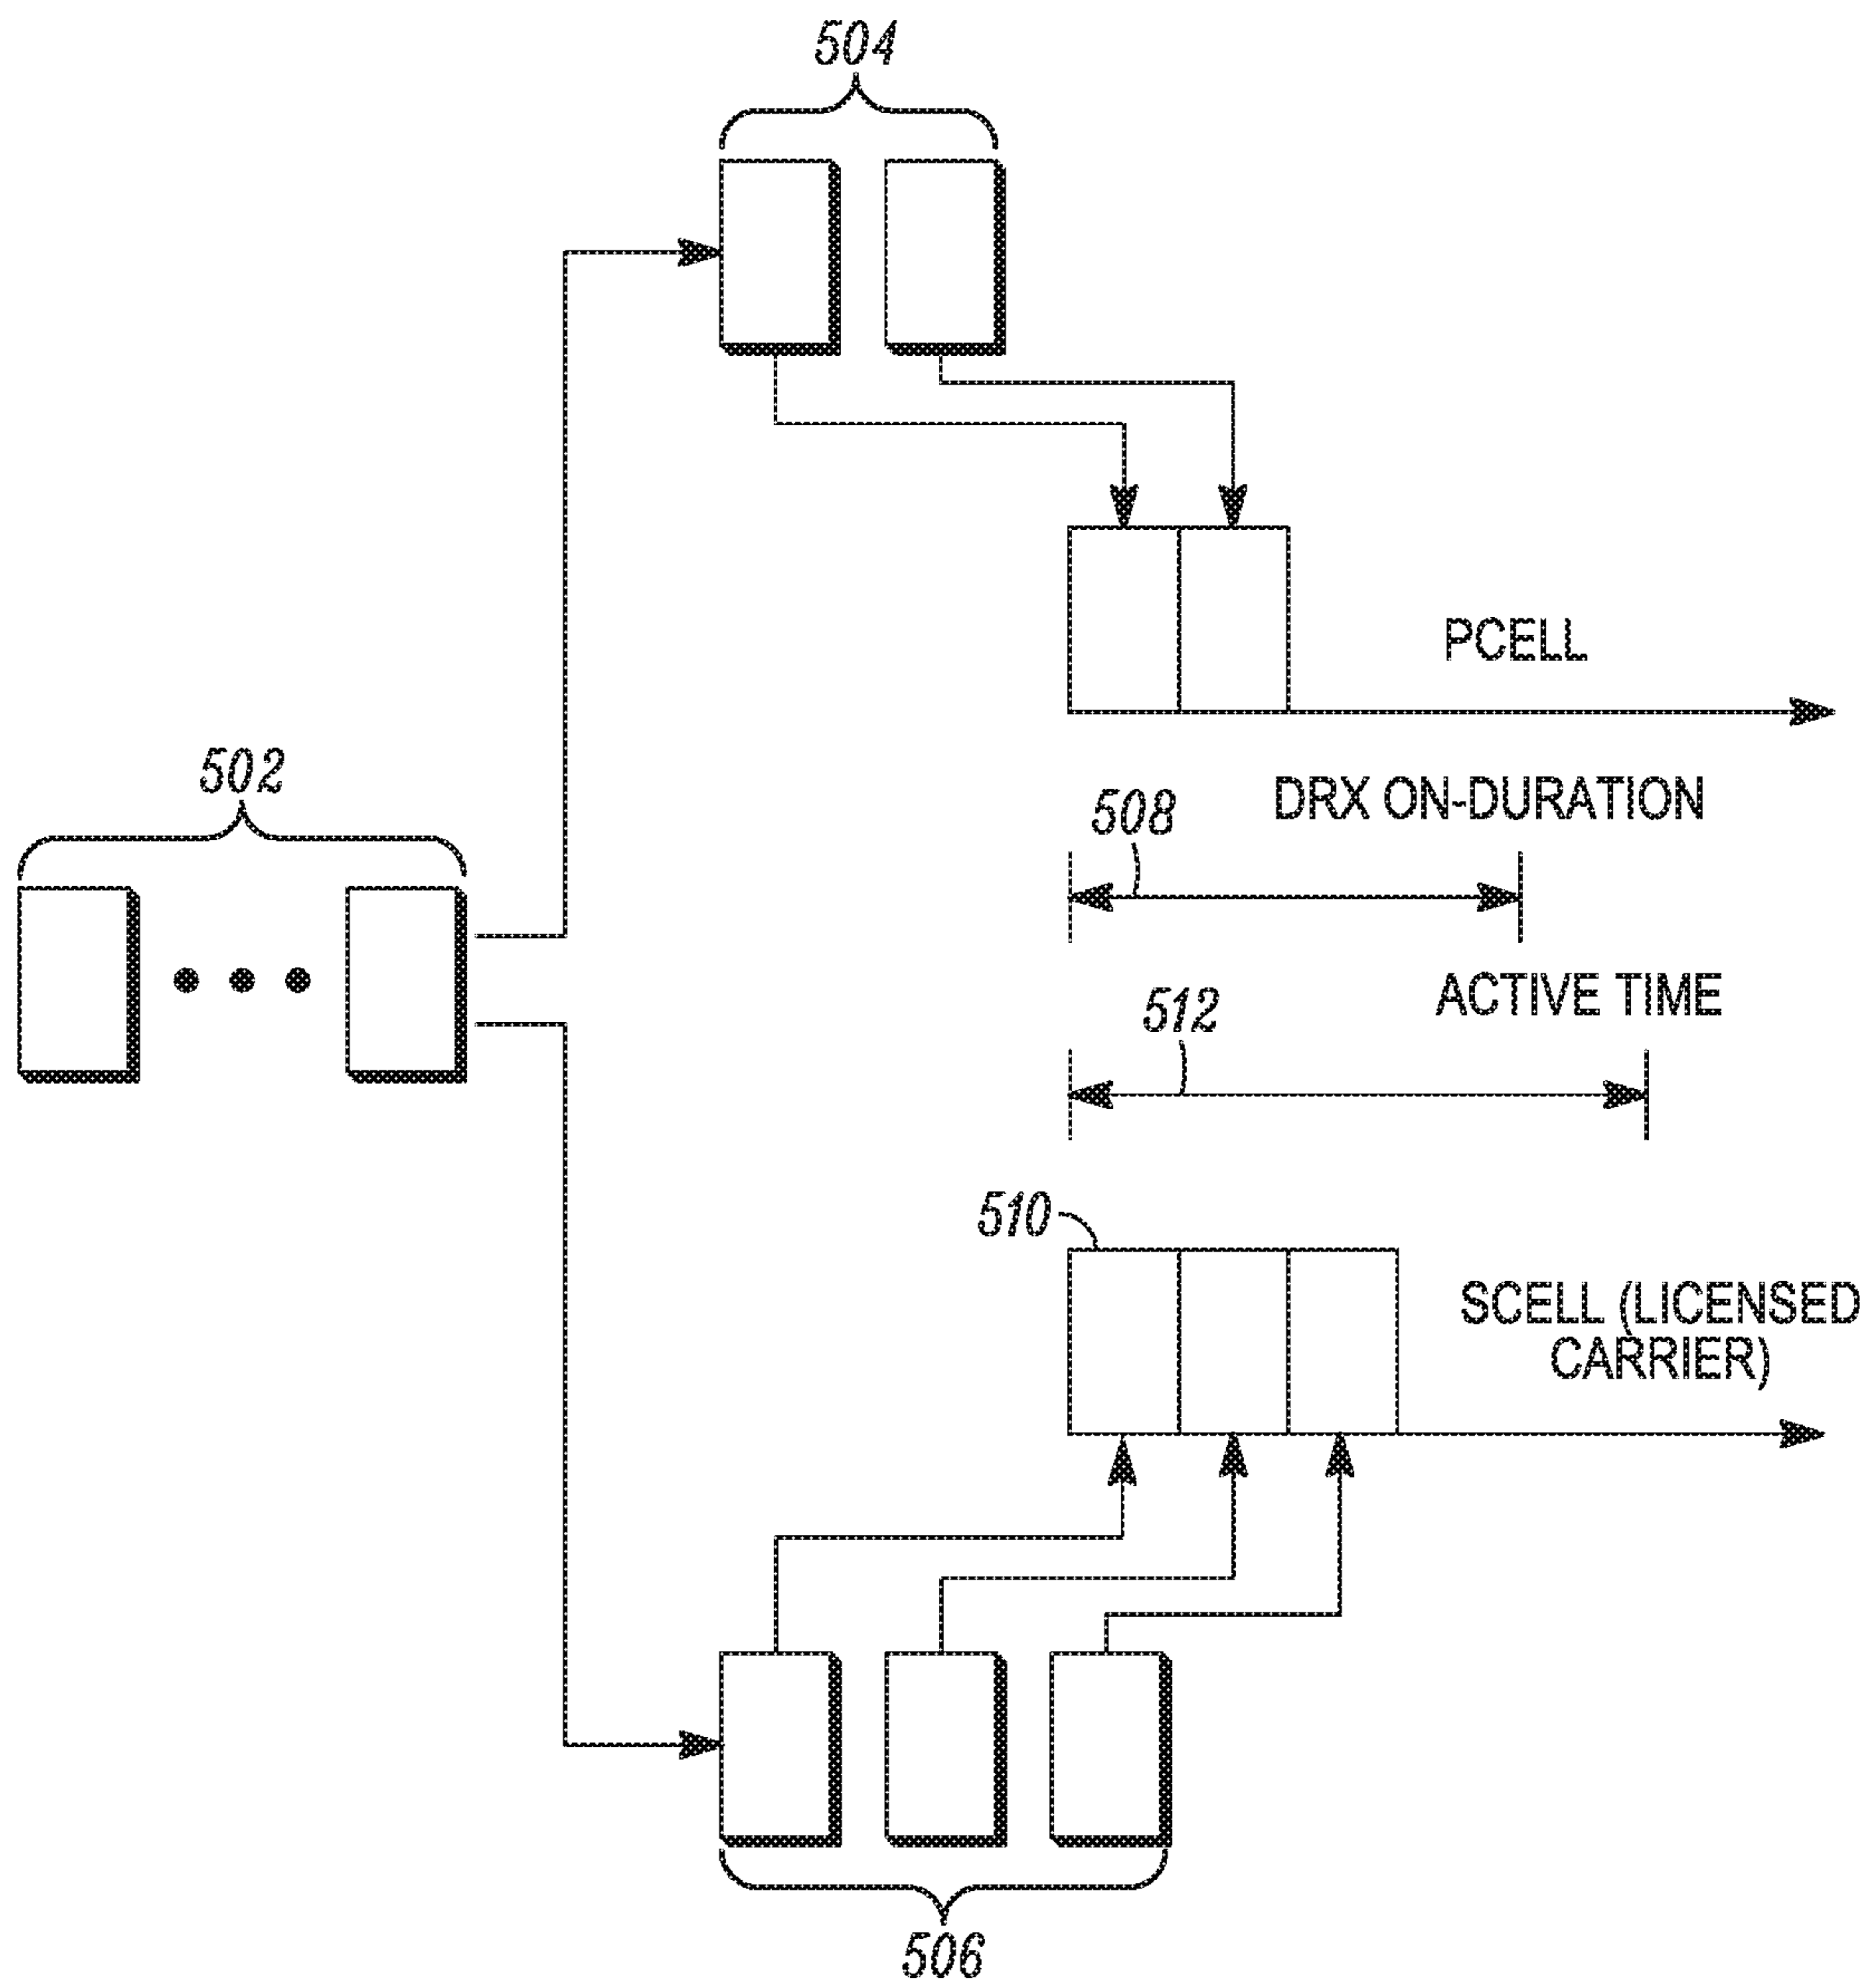 504
PCELL
502
DRX ON-DURATION
508
ACTIVE TIME
512
510
SCELL (LICENSED
CARRIER)
506